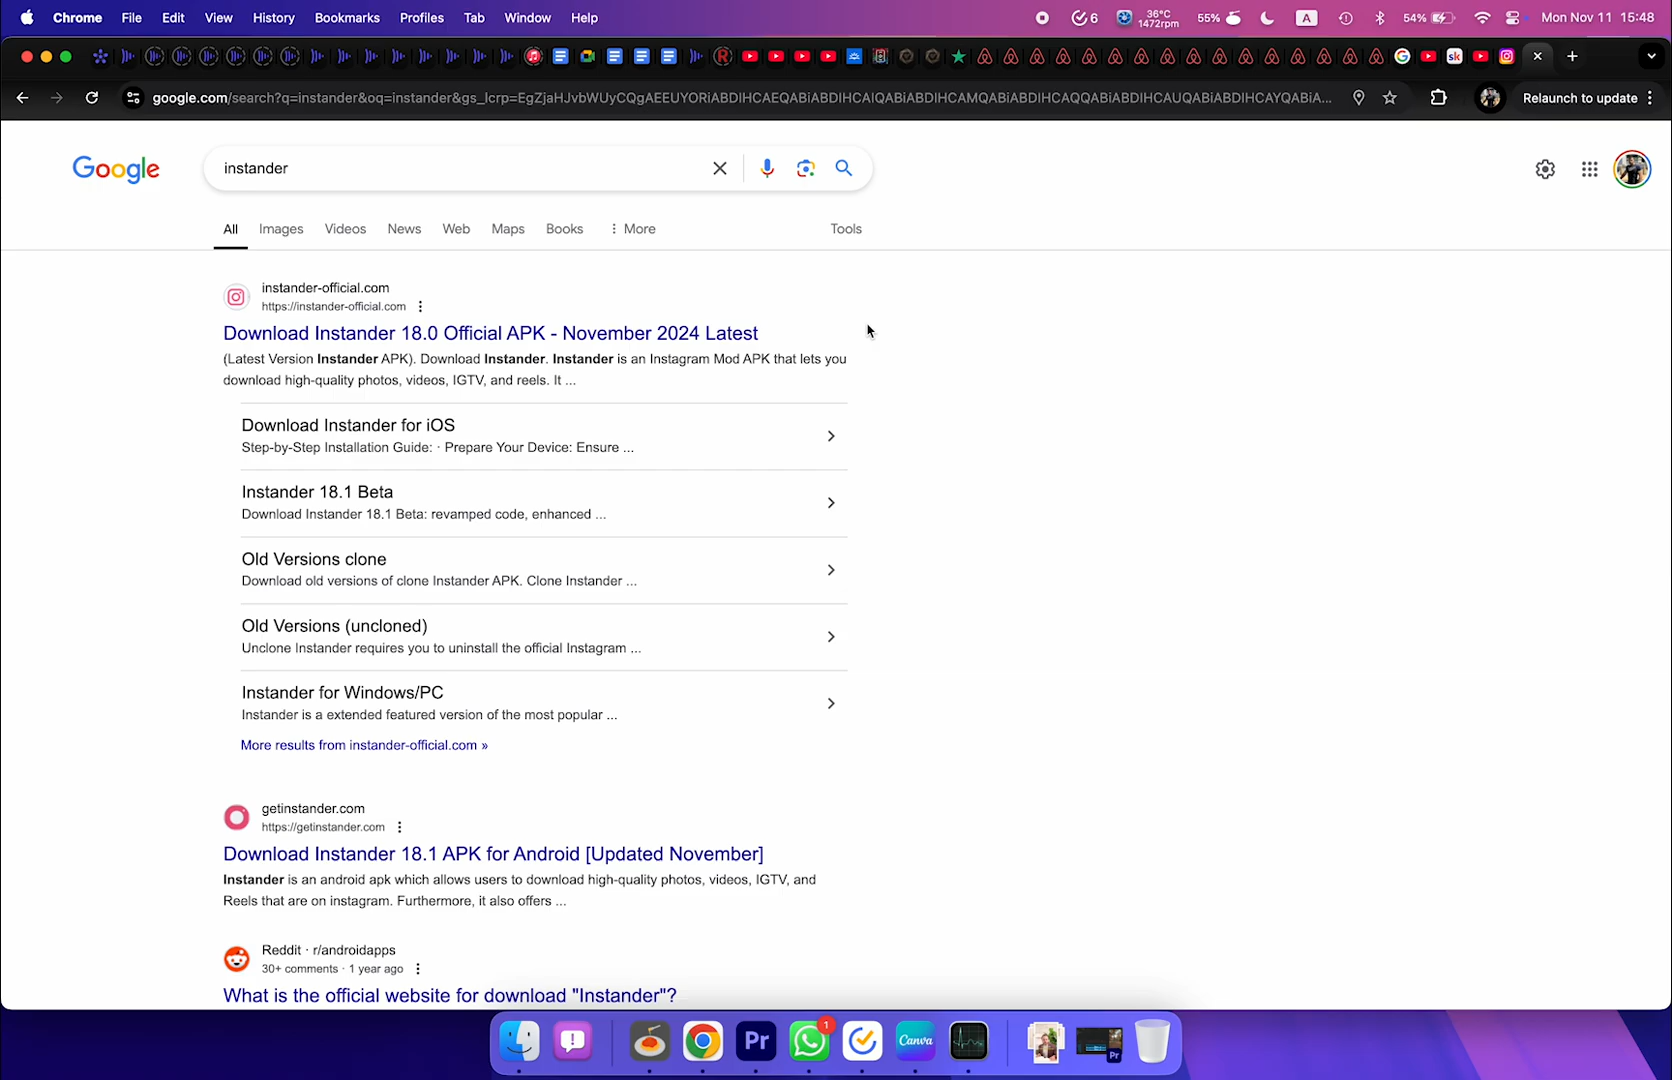 Chrome File Edit View History Bookmarks Profiles Tab Window Help
6 36°C 1472rpm 55% A 54% Mon Nov 11 15:48
google.com/search?q=instander&oq=instander&gs_lcrp=EgZjaHJvbWUyCQgAEEUYORiABDIHCAEQABiABDIHCAIQABiABDIHCAMQABiABDIHCAQQABiABDIHCAUQABiABDIHCAYQABiA...
Relaunch to update
Google
instander
All Images Videos News Web Maps Books More Tools
instander-official.com
https://instander-official.com
Download Instander 18.0 Official APK - November 2024 Latest
(Latest Version Instander APK). Download Instander. Instander is an Instagram Mod APK that lets you
download high-quality photos, videos, IGTV, and reels. It ...
Download Instander for iOS
Step-by-Step Installation Guide: · Prepare Your Device: Ensure ...
Instander 18.1 Beta
Download Instander 18.1 Beta: revamped code, enhanced ...
Old Versions clone
Download old versions of clone Instander APK. Clone Instander ...
Old Versions (uncloned)
Unclone Instander requires you to uninstall the official Instagram ...
Instander for Windows/PC
Instander is a extended featured version of the most popular ...
More results from instander-official.com »
getinstander.com
https://getinstander.com
Download Instander 18.1 APK for Android [Updated November]
Instander is an android apk which allows users to download high-quality photos, videos, IGTV, and
Reels that are on instagram. Furthermore, it also offers ...
Reddit · r/androidapps
30+ comments · 1 year ago
What is the official website for download "Instander"?
Pr 1 Canva Pr